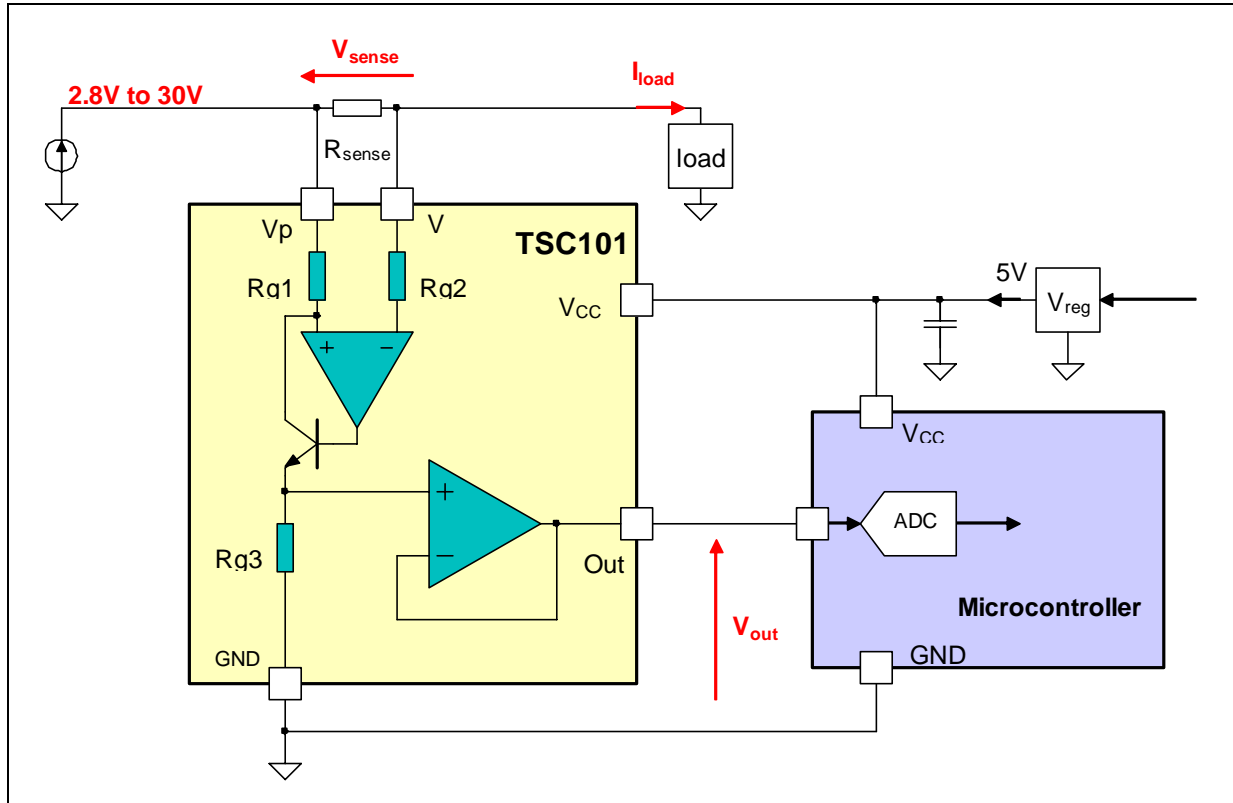 Vsense
Iload
2.8V to 30V
Rsense
load
Vp
V
TSC101
Rg1
Rg2
VCC
5V
Vreg
+
−
VCC
+
−
ADC
Rg3
Out
Microcontroller
Vout
GND
GND